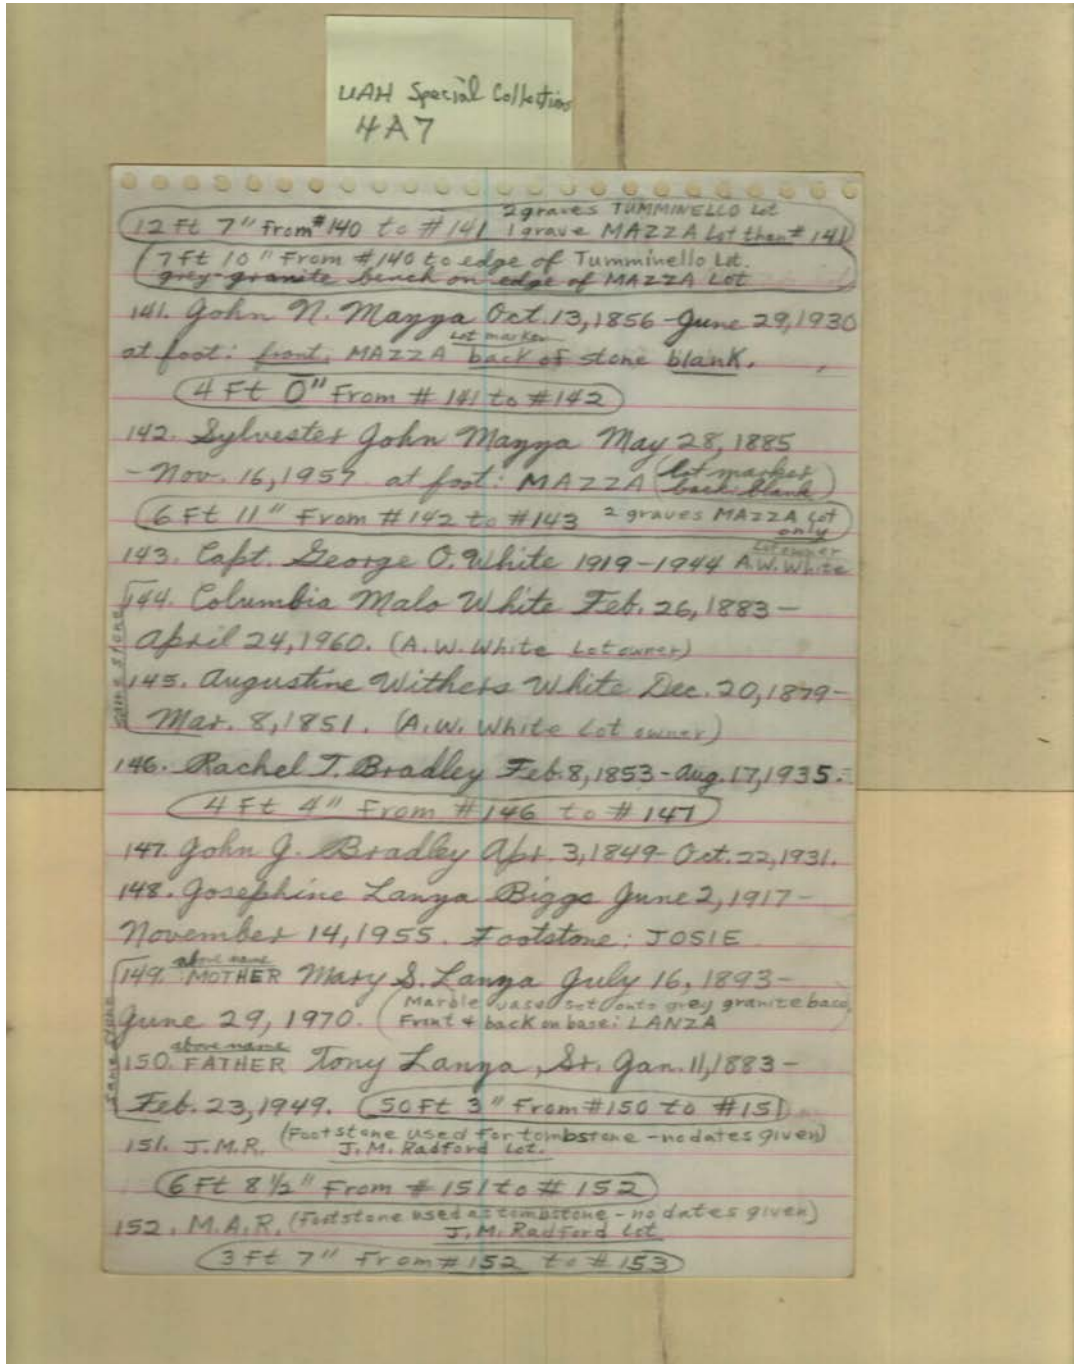 UAH Special Collection
4A7
2 graves TUMMINELLO Lot
12 Ft 7" from #140 to #141 1 grave MAZZA Lot then #141
7 Ft 10" From #140 to edge of Tumminello Lot.
grey-granite bench on edge of MAZZA Lot
141. John N. Mazza Oct. 13, 1856 - June 29, 1930
Lot marker
at foot: front: MAZZA back of stone blank.
4 Ft 0" From # 141 to #142
142. Sylvester John Mazza May 28, 1885
- Nov. 16, 1957. at foot: MAZZA (lot marker
back: blank)
6 Ft 11" From #142 to #143 2 graves MAZZA Lot
only
143. Capt. George O. White 1919-1944 Lot owner
A.W. White
144. Columbia Malo White Feb. 26, 1883 -
April 24, 1960. (A.W. White Lot owner)
same stone
145. Augustine Withers White Dec. 20, 1879 -
Mar. 8, 1851. (A.W. White Lot owner)
146. Rachel T. Bradley Feb. 8, 1853 - Aug. 17, 1935.
4 Ft 4" From #146 to #147
147. John J. Bradley Apr. 3, 1849 - Oct. 22, 1931.
148. Josephine Lanza Biggs June 2, 1917 -
November 14, 1955. Footstone: JOSIE
above name
149. MOTHER Mary S. Lanza July 16, 1893 -
June 29, 1970. (Marble vase set onto grey granite base,
Front & back on base: LANZA
same stone
above name
150. FATHER Tony Lanza, Sr. Jan. 11, 1883 -
Feb. 23, 1949. 50 Ft 3" From #150 to #151
151. J.M.R. (Footstone used for tombstone - no dates given)
J.M. Radford Lot.
6 Ft 8 1/2" From # 151 to # 152
152. M.A.R. (Footstone used as tombstone - no dates given)
J.M. Radford Lot
3 Ft 7" From #152 to #153